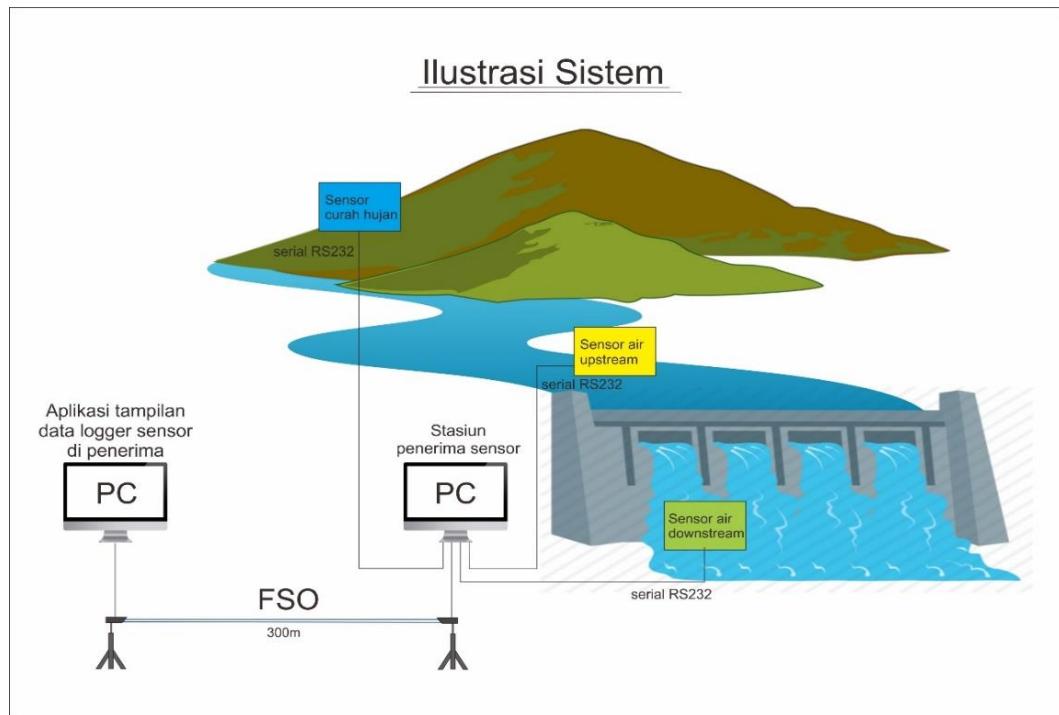 Ilustrasi Sistem
Sensor
curah hujan
serial RS232
Sensor air
upstream
serial RS232
Aplikasi tampilan
data logger sensor
di penerima
PC
Stasiun
penerima sensor
PC
Sensor air
downstream
serial RS232
FSO
300m